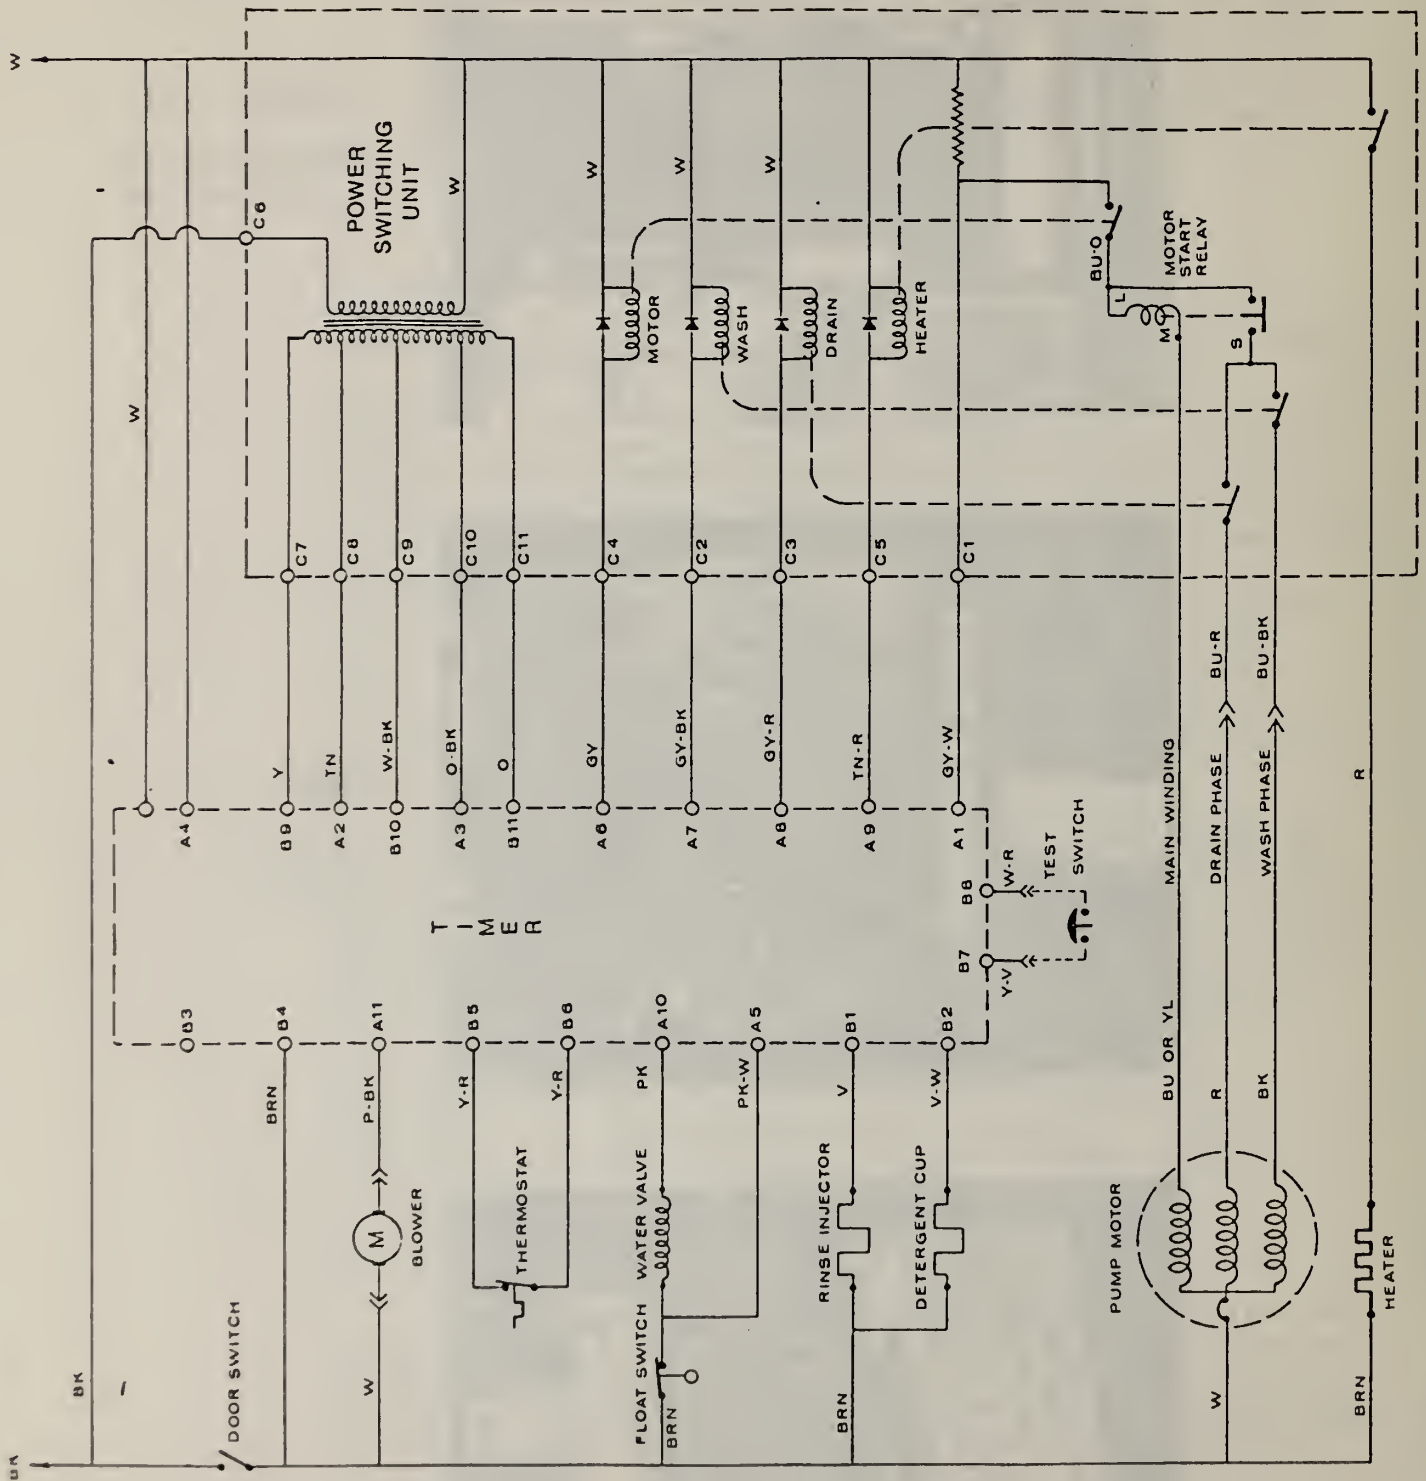 BK
W
BK
DOOR SWITCH
W
C6
POWER
SWITCHING
UNIT
W
B3
A4
B4
BRN
B9
Y
C7
A2
TN
C8
B10
W-BK
C9
A3
O-BK
C10
B11
O
C11
W
P-BK
A11
M
BLOWER
TIMER
Y-R
B5
Y-R
B6
THERMOSTAT
A6
GY
C4
MOTOR
W
FLOAT SWITCH
WATER VALVE
PK
A10
BRN
PK-W
A5
A7
GY-BK
C2
WASH
W
A8
GY-R
C3
DRAIN
W
BRN
RINSE INJECTOR
V
B1
A9
TN-R
C5
HEATER
DETERGENT CUP
V-W
B2
A1
GY-W
C1
B7
Y-V
B8
W-R
TEST
SWITCH
BU-O
L
M
S
MOTOR
START
RELAY
PUMP MOTOR
BU OR YL
MAIN WINDING
W
R
DRAIN PHASE
BU-R
BK
WASH PHASE
BU-BK
BRN
HEATER
R